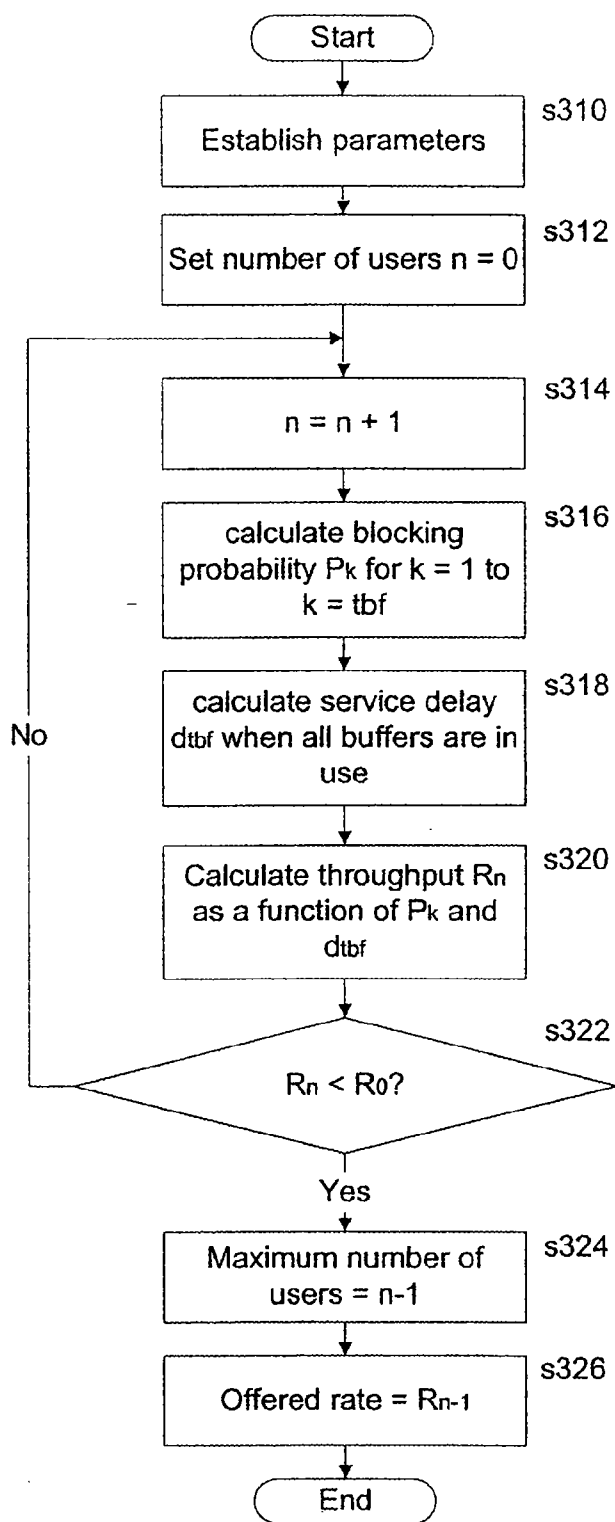 Start
s310
Establish parameters
s312
Set number of users n = 0
s314
n = n + 1
s316
calculate blocking
probability Pk for k = 1 to
k = tbf
s318
calculate service delay
dtbf when all buffers are in
use
No
s320
Calculate throughput Rn
as a function of Pk and
dtbf
s322
Rn < R0?
Yes
s324
Maximum number of
users = n-1
s326
Offered rate = Rn-1
End